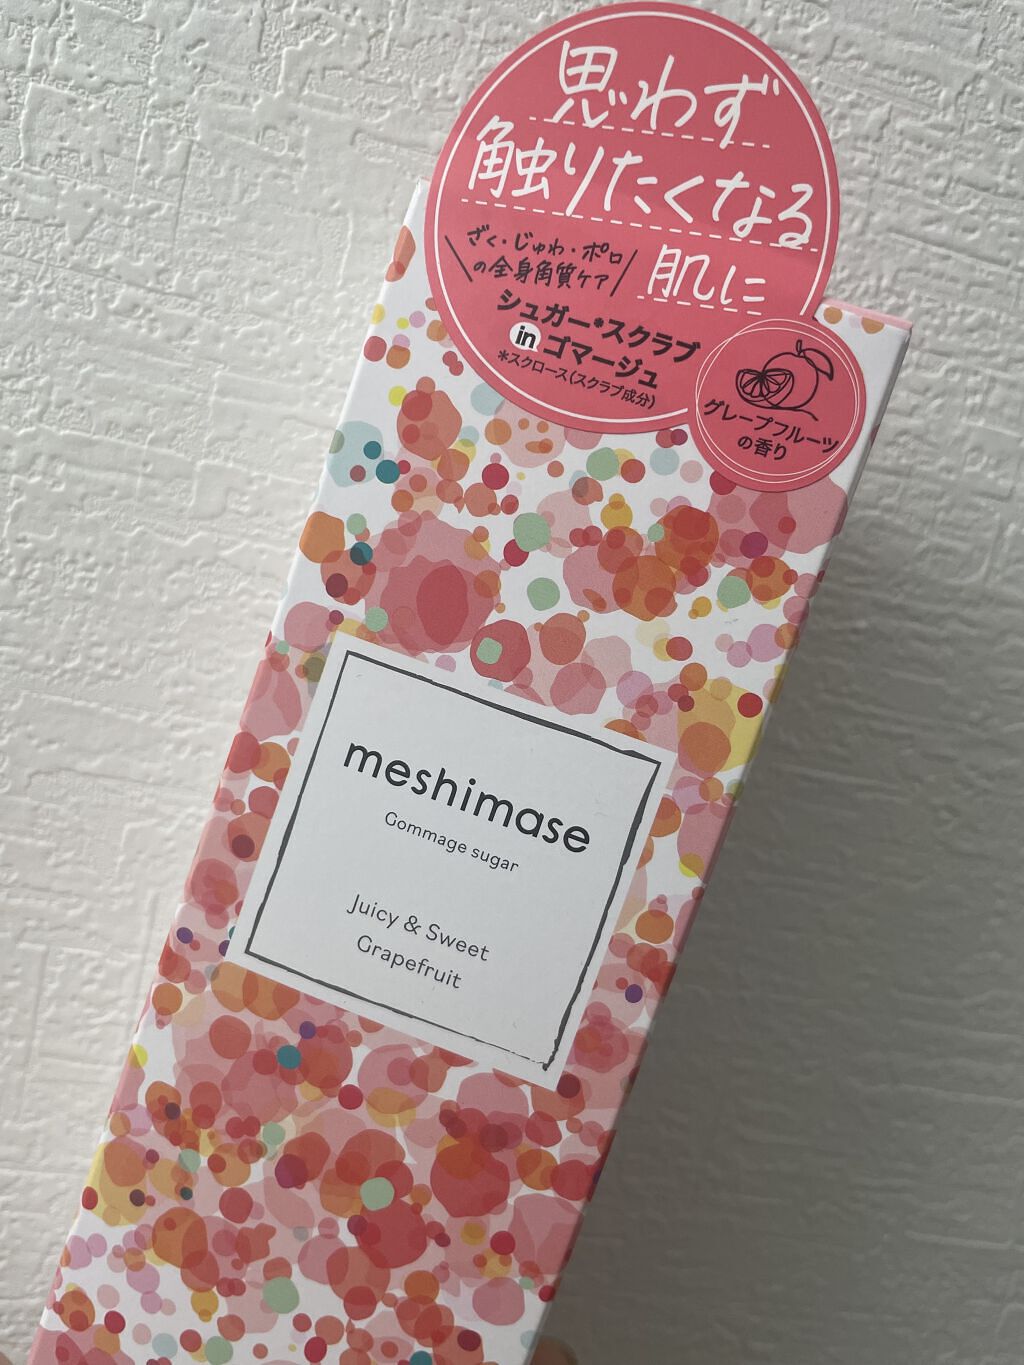 思わず
触りたくなる
肌に
ざく・じゅわ・ポロ
の全身角質ケア
シュガー*スクラブ
in ゴマージュ
*スクロース(スクラブ成分)
グレープフルーツ
の香り
meshimase
Gommage sugar
Juicy & Sweet
Grapefruit